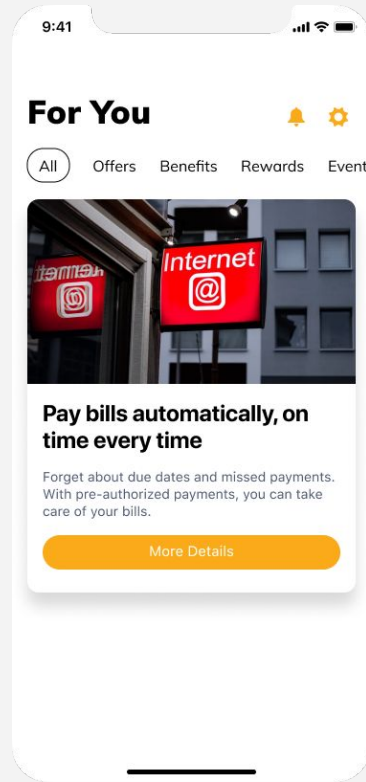 9:41
For You
All Offers Benefits Rewards Event
Internet
Internet
@
Pay bills automatically, on
time every time
Forget about due dates and missed payments.
With pre-authorized payments, you can take
care of your bills.
More Details